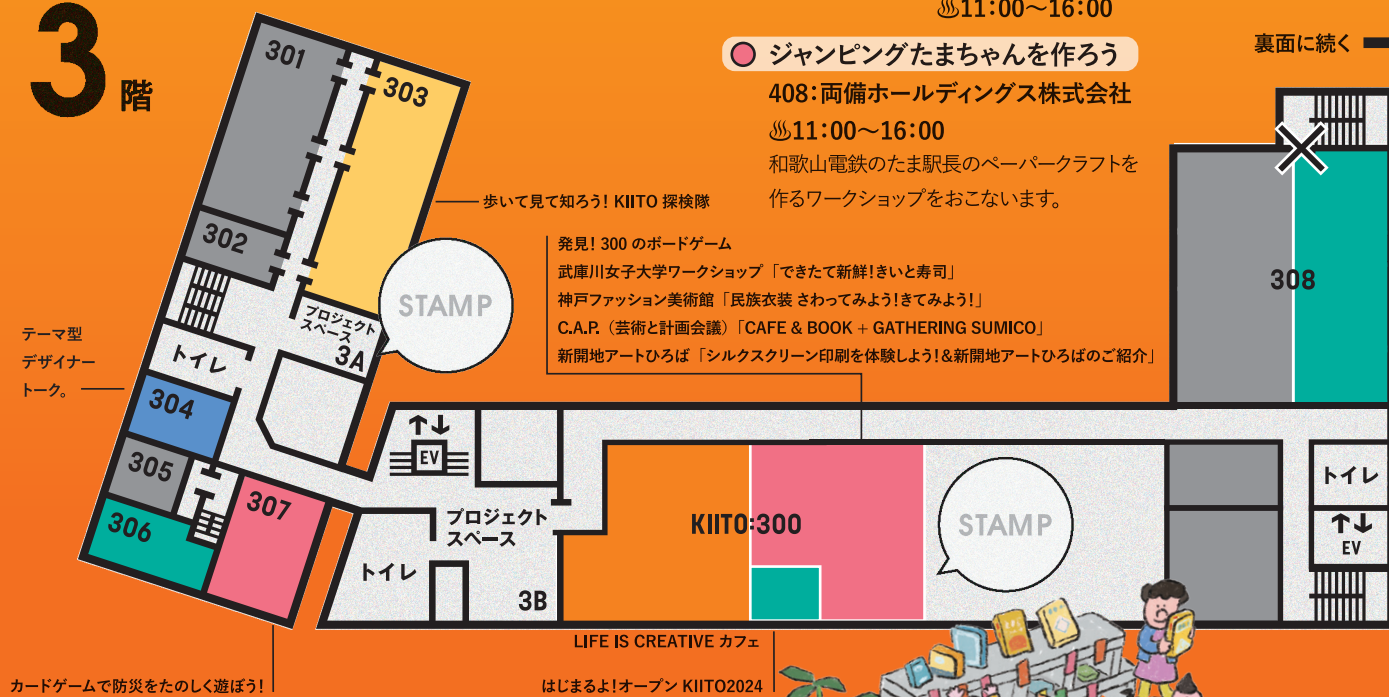 3階
♨11:00〜16:00
ジャンピングたまちゃんを作ろう
408:両備ホールディングス株式会社
♨11:00〜16:00
和歌山電鉄のたま駅長のペーパークラフトを
作るワークショップをおこないます。
裏面に続く
301
303
302
歩いて見て知ろう! KIITO 探検隊
STAMP
プロジェクト
スペース
3A
発見! 300 のボードゲーム
武庫川女子大学ワークショップ「できたて新鮮!きいと寿司」
神戸ファッション美術館「民族衣装 さわってみよう!きてみよう!」
C.A.P.（芸術と計画会議）「CAFE & BOOK + GATHERING SUMICO」
新開地アートひろば「シルクスクリーン印刷を体験しよう!&新開地アートひろばのご紹介」
308
テーマ型
デザイナー
トーク。
トイレ
304
305
306
307
EV
プロジェクト
スペース
3B
トイレ
KIITO:300
STAMP
トイレ
EV
LIFE IS CREATIVE カフェ
カードゲームで防災をたのしく遊ぼう!
はじまるよ!オープン KIITO2024